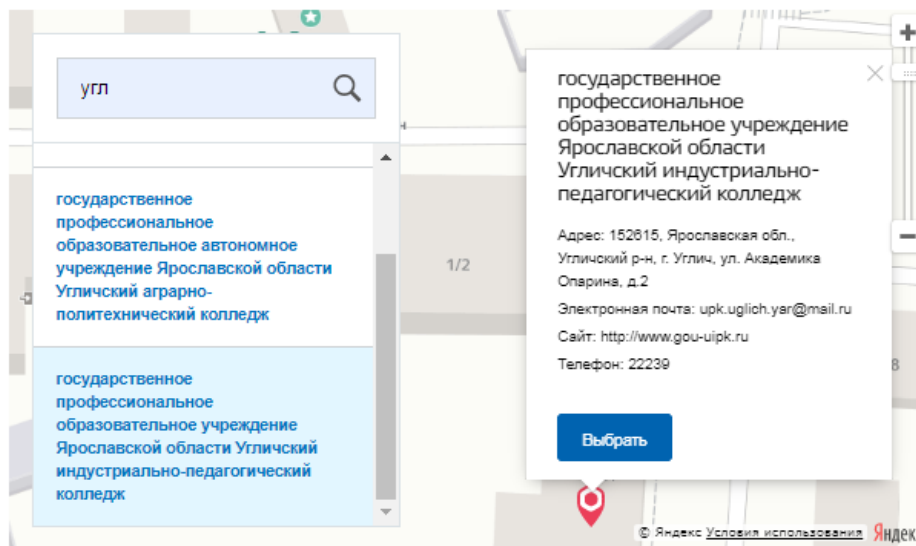 угл
государственное
профессиональное
образовательное автономное
учреждение Ярославской области
Угличский аграрно-
политехнический колледж
государственное
профессиональное
образовательное учреждение
Ярославской области Угличский
индустриально-педагогический
колледж
1/2
государственное
профессиональное
образовательное учреждение
Ярославской области
Угличский индустриально-
педагогический колледж
Адрес: 152615, Ярославская обл.,
Угличский р-н, г. Углич, ул. Академика
Опарина, д.2
Электронная почта: upk.uglich.yar@mail.ru
Сайт: http://www.gou-uipk.ru
Телефон: 22239
Выбрать
8
© Яндекс Условия использования Яндек